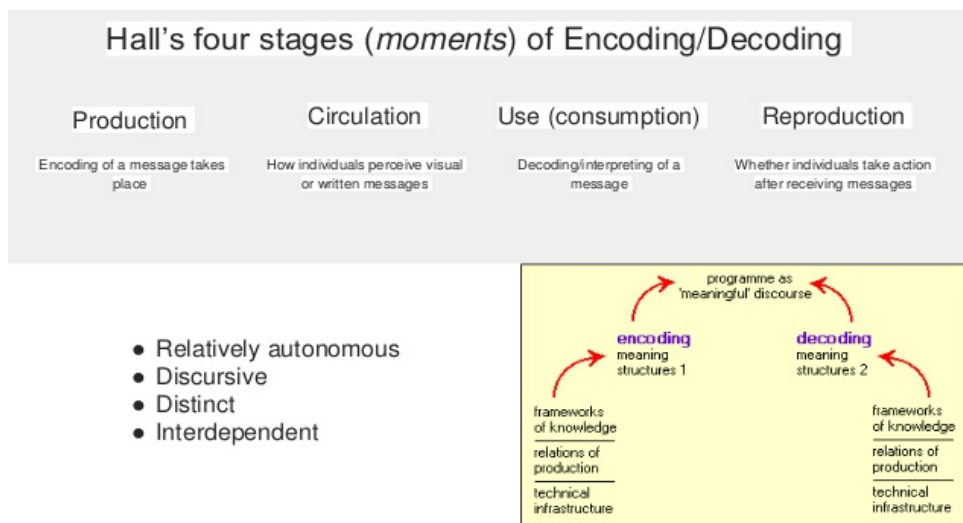 Hall’s four stages (moments) of Encoding/Decoding
Production
Encoding of a message takes
place
Circulation
How individuals perceive visual
or written messages
Use (consumption)
Decoding/interpreting of a
message
Reproduction
Whether individuals take action
after receiving messages
● Relatively autonomous
● Discursive
● Distinct
● Interdependent
programme as
'meaningful' discourse
encoding
meaning
structures 1
decoding
meaning
structures 2
frameworks
of knowledge
relations of
production
technical
infrastructure
frameworks
of knowledge
relations of
production
technical
infrastructure